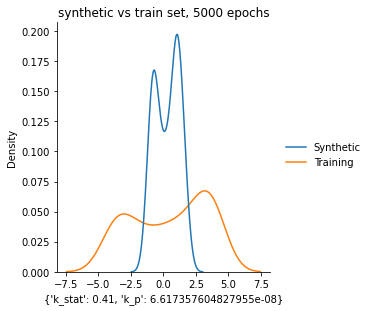 synthetic vs train set, 5000 epochs
0.200
0.175
0.150
0.125
0.100
0.075
0.050
0.025
0.000
Density
Synthetic
Training
−7.5 −5.0 −2.5 0.0 2.5 5.0 7.5
{'k_stat': 0.41, 'k_p': 6.617357604827955e-08}